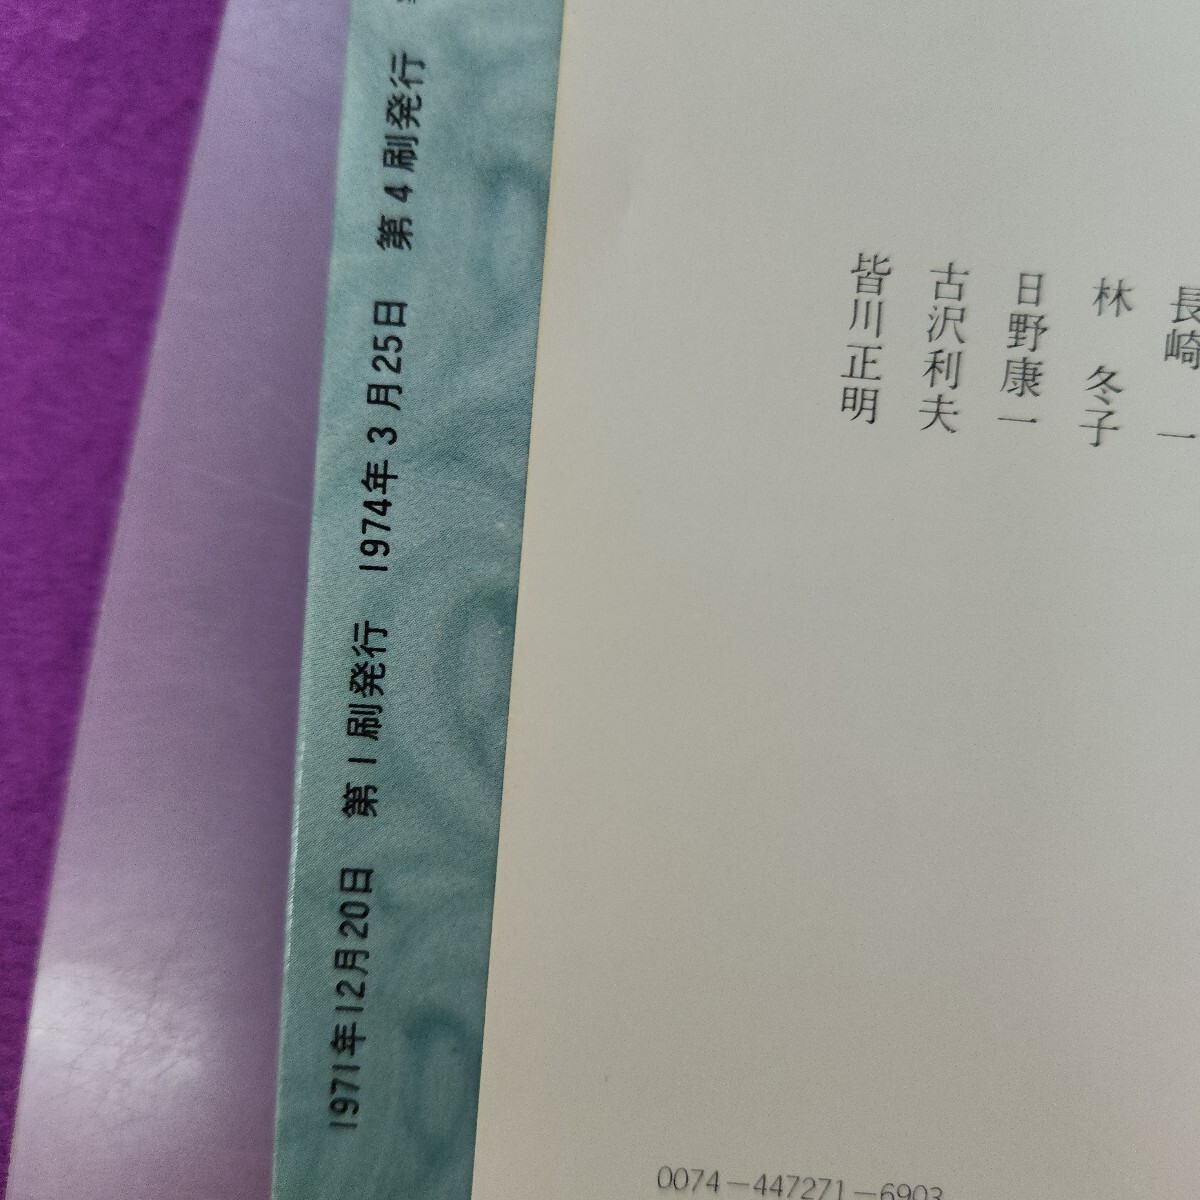 1971年12月20日　第1刷発行　1974年3月25日　第4刷発行
長崎　一
林　冬子
日野康一
古沢利夫
皆川正明
0074-447271-6903